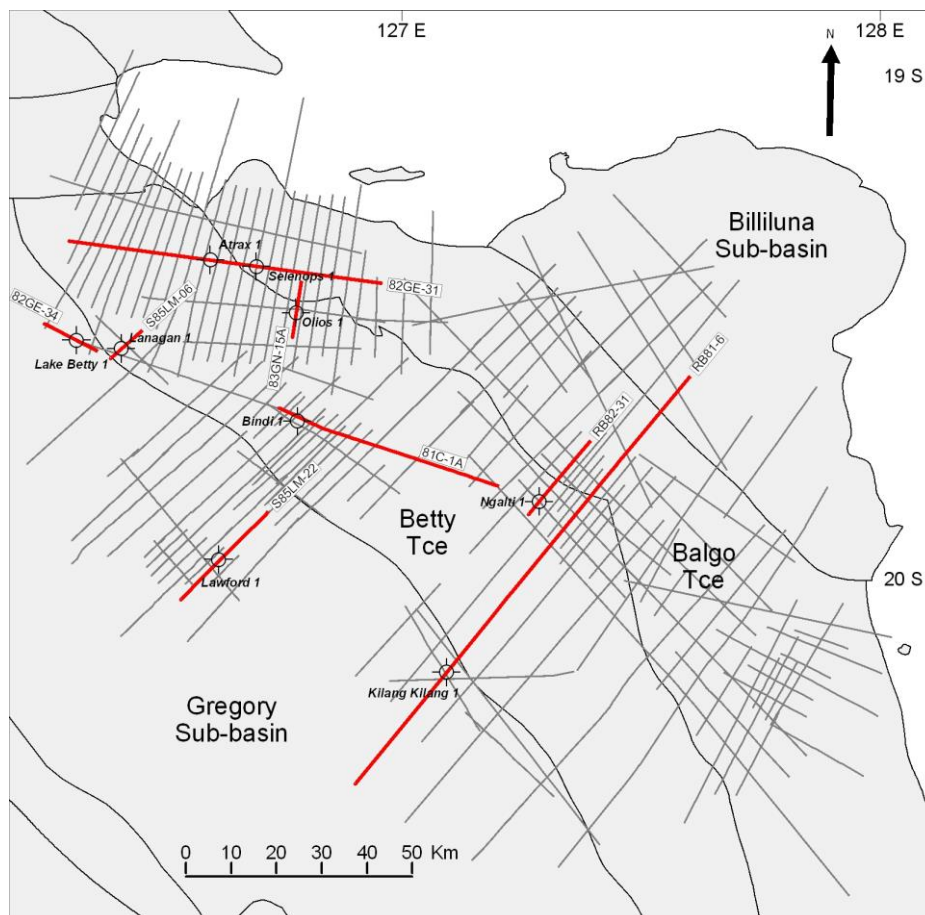 127 E
128 E
N
19 S
Billiluna
Sub-basin
Atrax 1
Selenops 1
82GE-31
82GE-34
S85LM-06
Olios 1
Lanagan 1
Lake Betty 1
83GN-15A
RB81-6
Bindi 1
RB82-31
81C-1A
S85LM-22
Ngalti 1
Betty
Tce
Balgo
Tce
20 S
Lawford 1
Kilang Kilang 1
Gregory
Sub-basin
0 10 20 30 40 50 Km